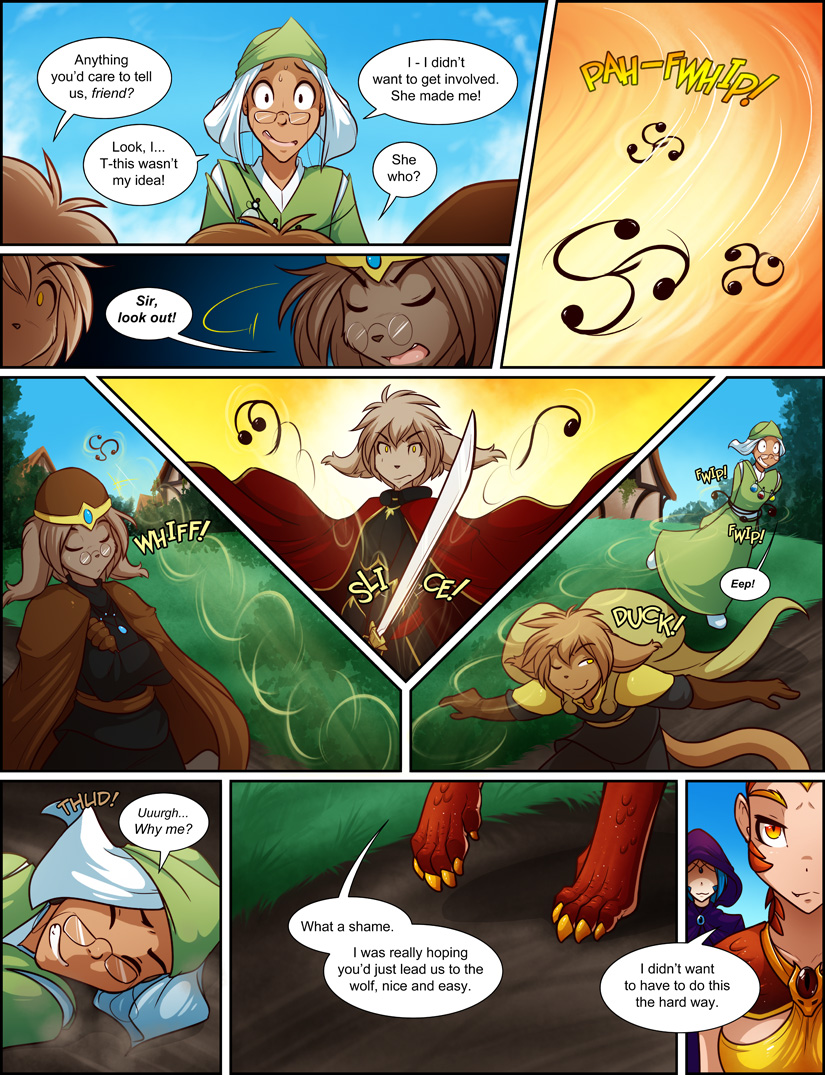 Anything
you'd care to tell
us, friend?
Look, I...
T-this wasn't
my idea!
I - I didn't
want to get involved.
She made me!
She
who?
PAH-FWHIP!
Sir,
look out!
WHIFF!
SLI
CE!
FWIP!
FWIP!
Eep!
DUCK!
THUD!
Uuurgh...
Why me?
What a shame.
I was really hoping
you'd just lead us to the
wolf, nice and easy.
I didn't want
to have to do this
the hard way.